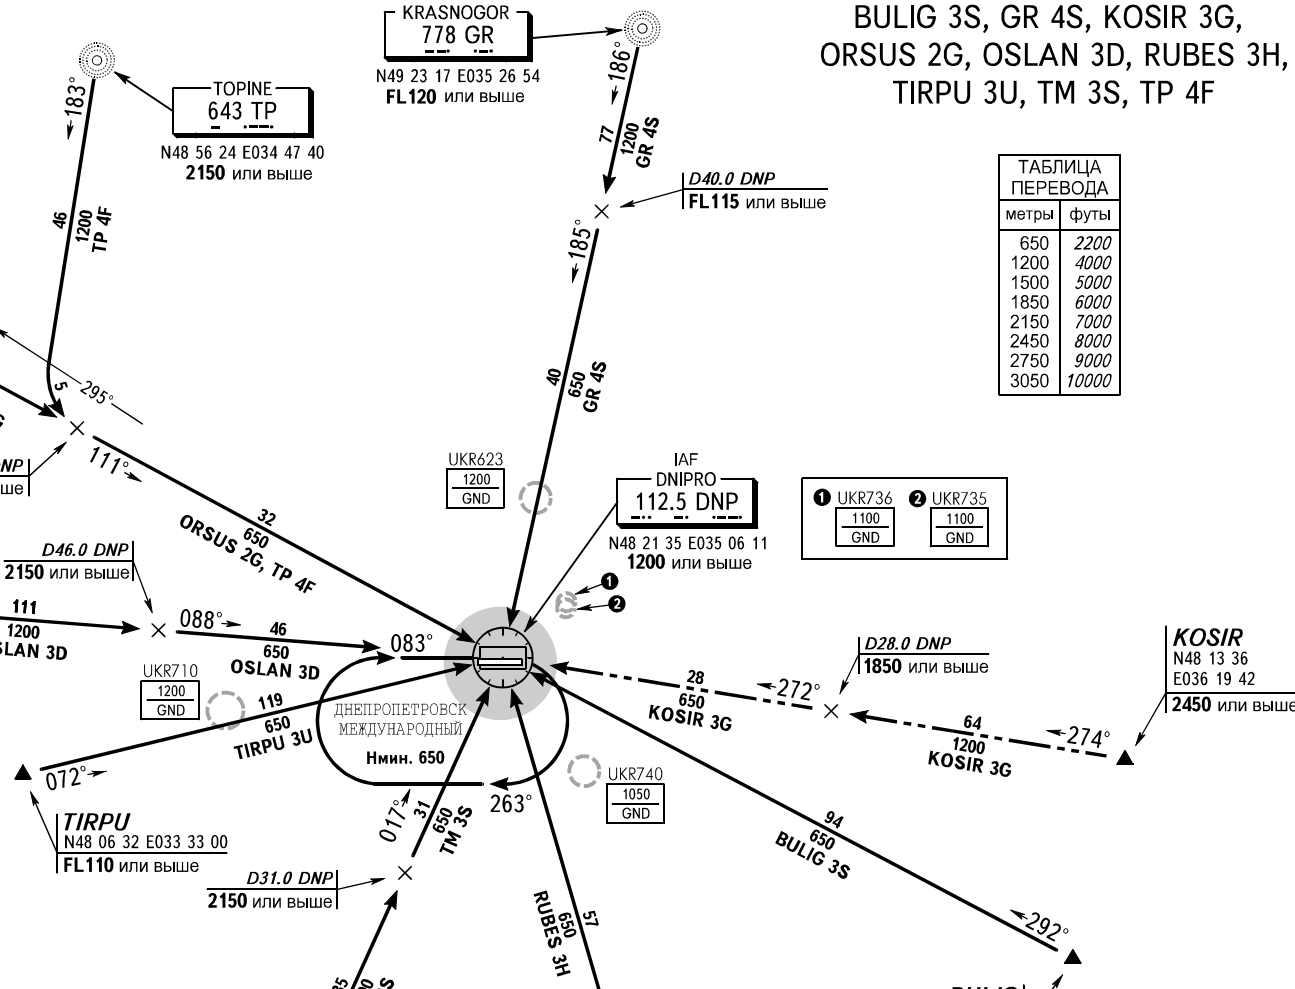 BULIG 3S, GR 4S, KOSIR 3G,
ORSUS 2G, OSLAN 3D, RUBES 3H,
TIRPU 3U, TM 3S, TP 4F
KRASNOGOR
778 GR
N49 23 17 E035 26 54
FL120 или выше
186°
77
1200
GR 4S
TOPINE
643 TP
N48 56 24 E034 47 40
2150 или выше
183°
46
1200
TP 4F
5
295°
D40.0 DNP
FL115 или выше
185°
40
650
GR 4S
ТАБЛИЦА
ПЕРЕВОДА
метры футы
650 2200
1200 4000
1500 5000
1850 6000
2150 7000
2450 8000
2750 9000
3050 10000
111°
32
650
ORSUS 2G, TP 4F
UKR623
1200
GND
IAF
DNIPRO
112.5 DNP
N48 21 35 E035 06 11
1200 или выше
1 UKR736 2 UKR735
1100 1100
GND GND
1
2
D46.0 DNP
2150 или выше
111
1200
088°
46
650
OSLAN 3D
083°
UKR710
1200
GND
119
650
TIRPU 3U
072°
TIRPU
N48 06 32 E033 33 00
FL110 или выше
ДНЕПРОПЕТРОВСК
МЕЖДУНАРОДНЫЙ
Нмин. 650
263°
017°
31
650
TM 3S
D31.0 DNP
2150 или выше
UKR740
1050
GND
57
650
RUBES 3H
D28.0 DNP
1850 или выше
28
650
KOSIR 3G
272°
64
1200
KOSIR 3G
274°
KOSIR
N48 13 36
E036 19 42
2450 или выше
94
650
BULIG 3S
292°